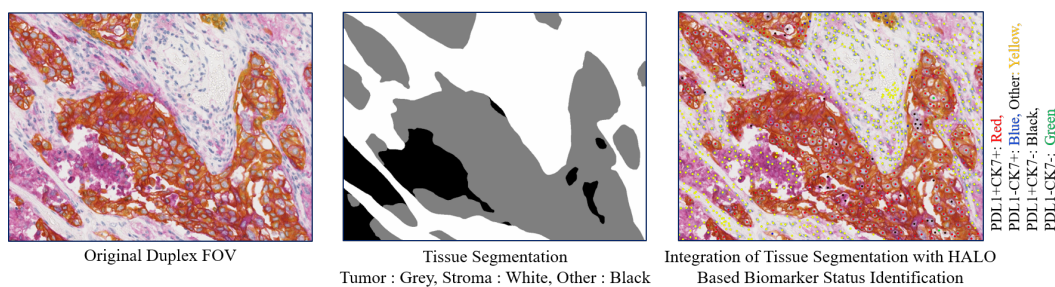 Original Duplex FOV
Tissue Segmentation
Tumor : Grey, Stroma : White, Other : Black
Integration of Tissue Segmentation with HALO
Based Biomarker Status Identification
PDL1+CK7+: Red,
PDL1-CK7+: Blue, Other: Yellow,
PDL1+CK7-: Black,
PDL1-CK7-: Green